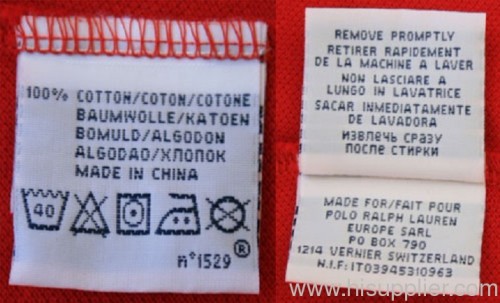 100% COTTON/COTON/COTONE
BAUMWOLLE/KATOEN
BOMULD/ALGODON
ALGODAO/ХЛОПОК
MADE IN CHINA
40
n°1529 ®
REMOVE PROMPTLY
RETIRER RAPIDEMENT
DE LA MACHINE A LAVER
NON LASCIARE A
LUNGO IN LAVATRICE
SACAR INMEDIATAMENTE
DE LAVADORA
ИЗВЛЕЧЬ СРАЗУ
ПОСЛЕ СТИРКИ
MADE FOR/FAIT POUR
POLO RALPH LAUREN
EUROPE SARL
PO BOX 790
1214 VERNIER SWITZERLAND
N.I.F:IT03945310963
www.hisupplier.com